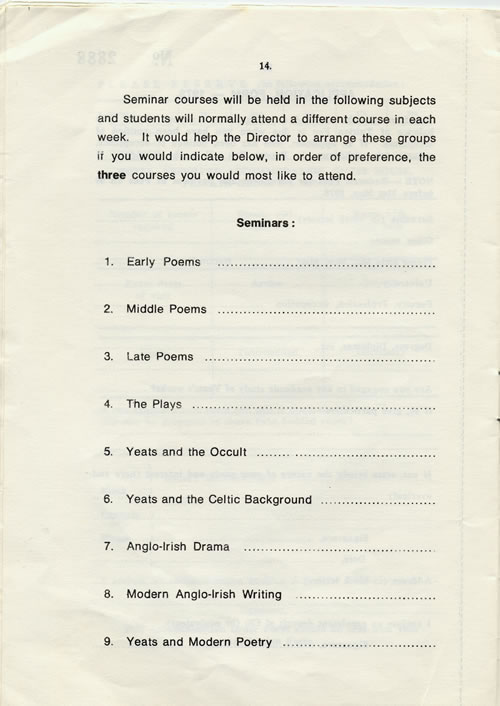 No 2888
14.
Seminar courses will be held in the following subjects
and students will normally attend a different course in each
week. It would help the Director to arrange these groups
if you would indicate below, in order of preference, the
three courses you would most like to attend.
Seminars :
1. Early Poems ................................................
2. Middle Poems ................................................
3. Late Poems ................................................
4. The Plays ................................................
5. Yeats and the Occult ................................................
6. Yeats and the Celtic Background ..........................
7. Anglo-Irish Drama ................................................
8. Modern Anglo-Irish Writing ................................
9. Yeats and Modern Poetry ................................